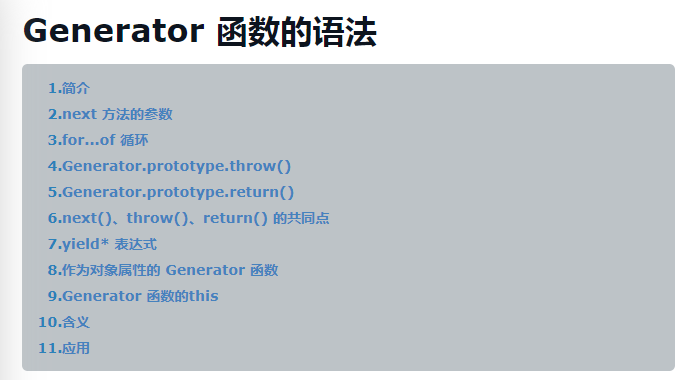 Generator 函数的语法
1.简介
2.next 方法的参数
3.for...of 循环
4.Generator.prototype.throw()
5.Generator.prototype.return()
6.next()、throw()、return() 的共同点
7.yield* 表达式
8.作为对象属性的 Generator 函数
9.Generator 函数的this
10.含义
11.应用